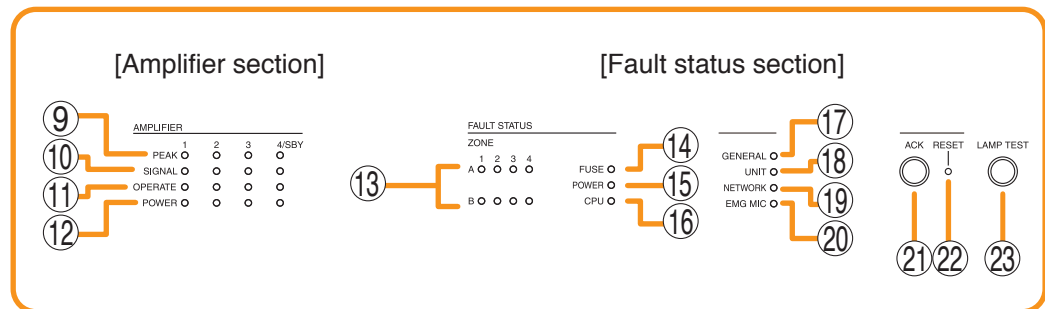 [Amplifier section] [Fault status section]
9 17
AMPLIFIER FAULT STATUS
1 2 3 4/SBY ZONE 14 ACK RESET LAMP TEST
10 PEAK 1 2 3 4 GENERAL 18
SIGNAL A FUSE UNIT
11 OPERATE 13 POWER 15 NETWORK 19
POWER B CPU EMG MIC
12 16 20
21 22 23